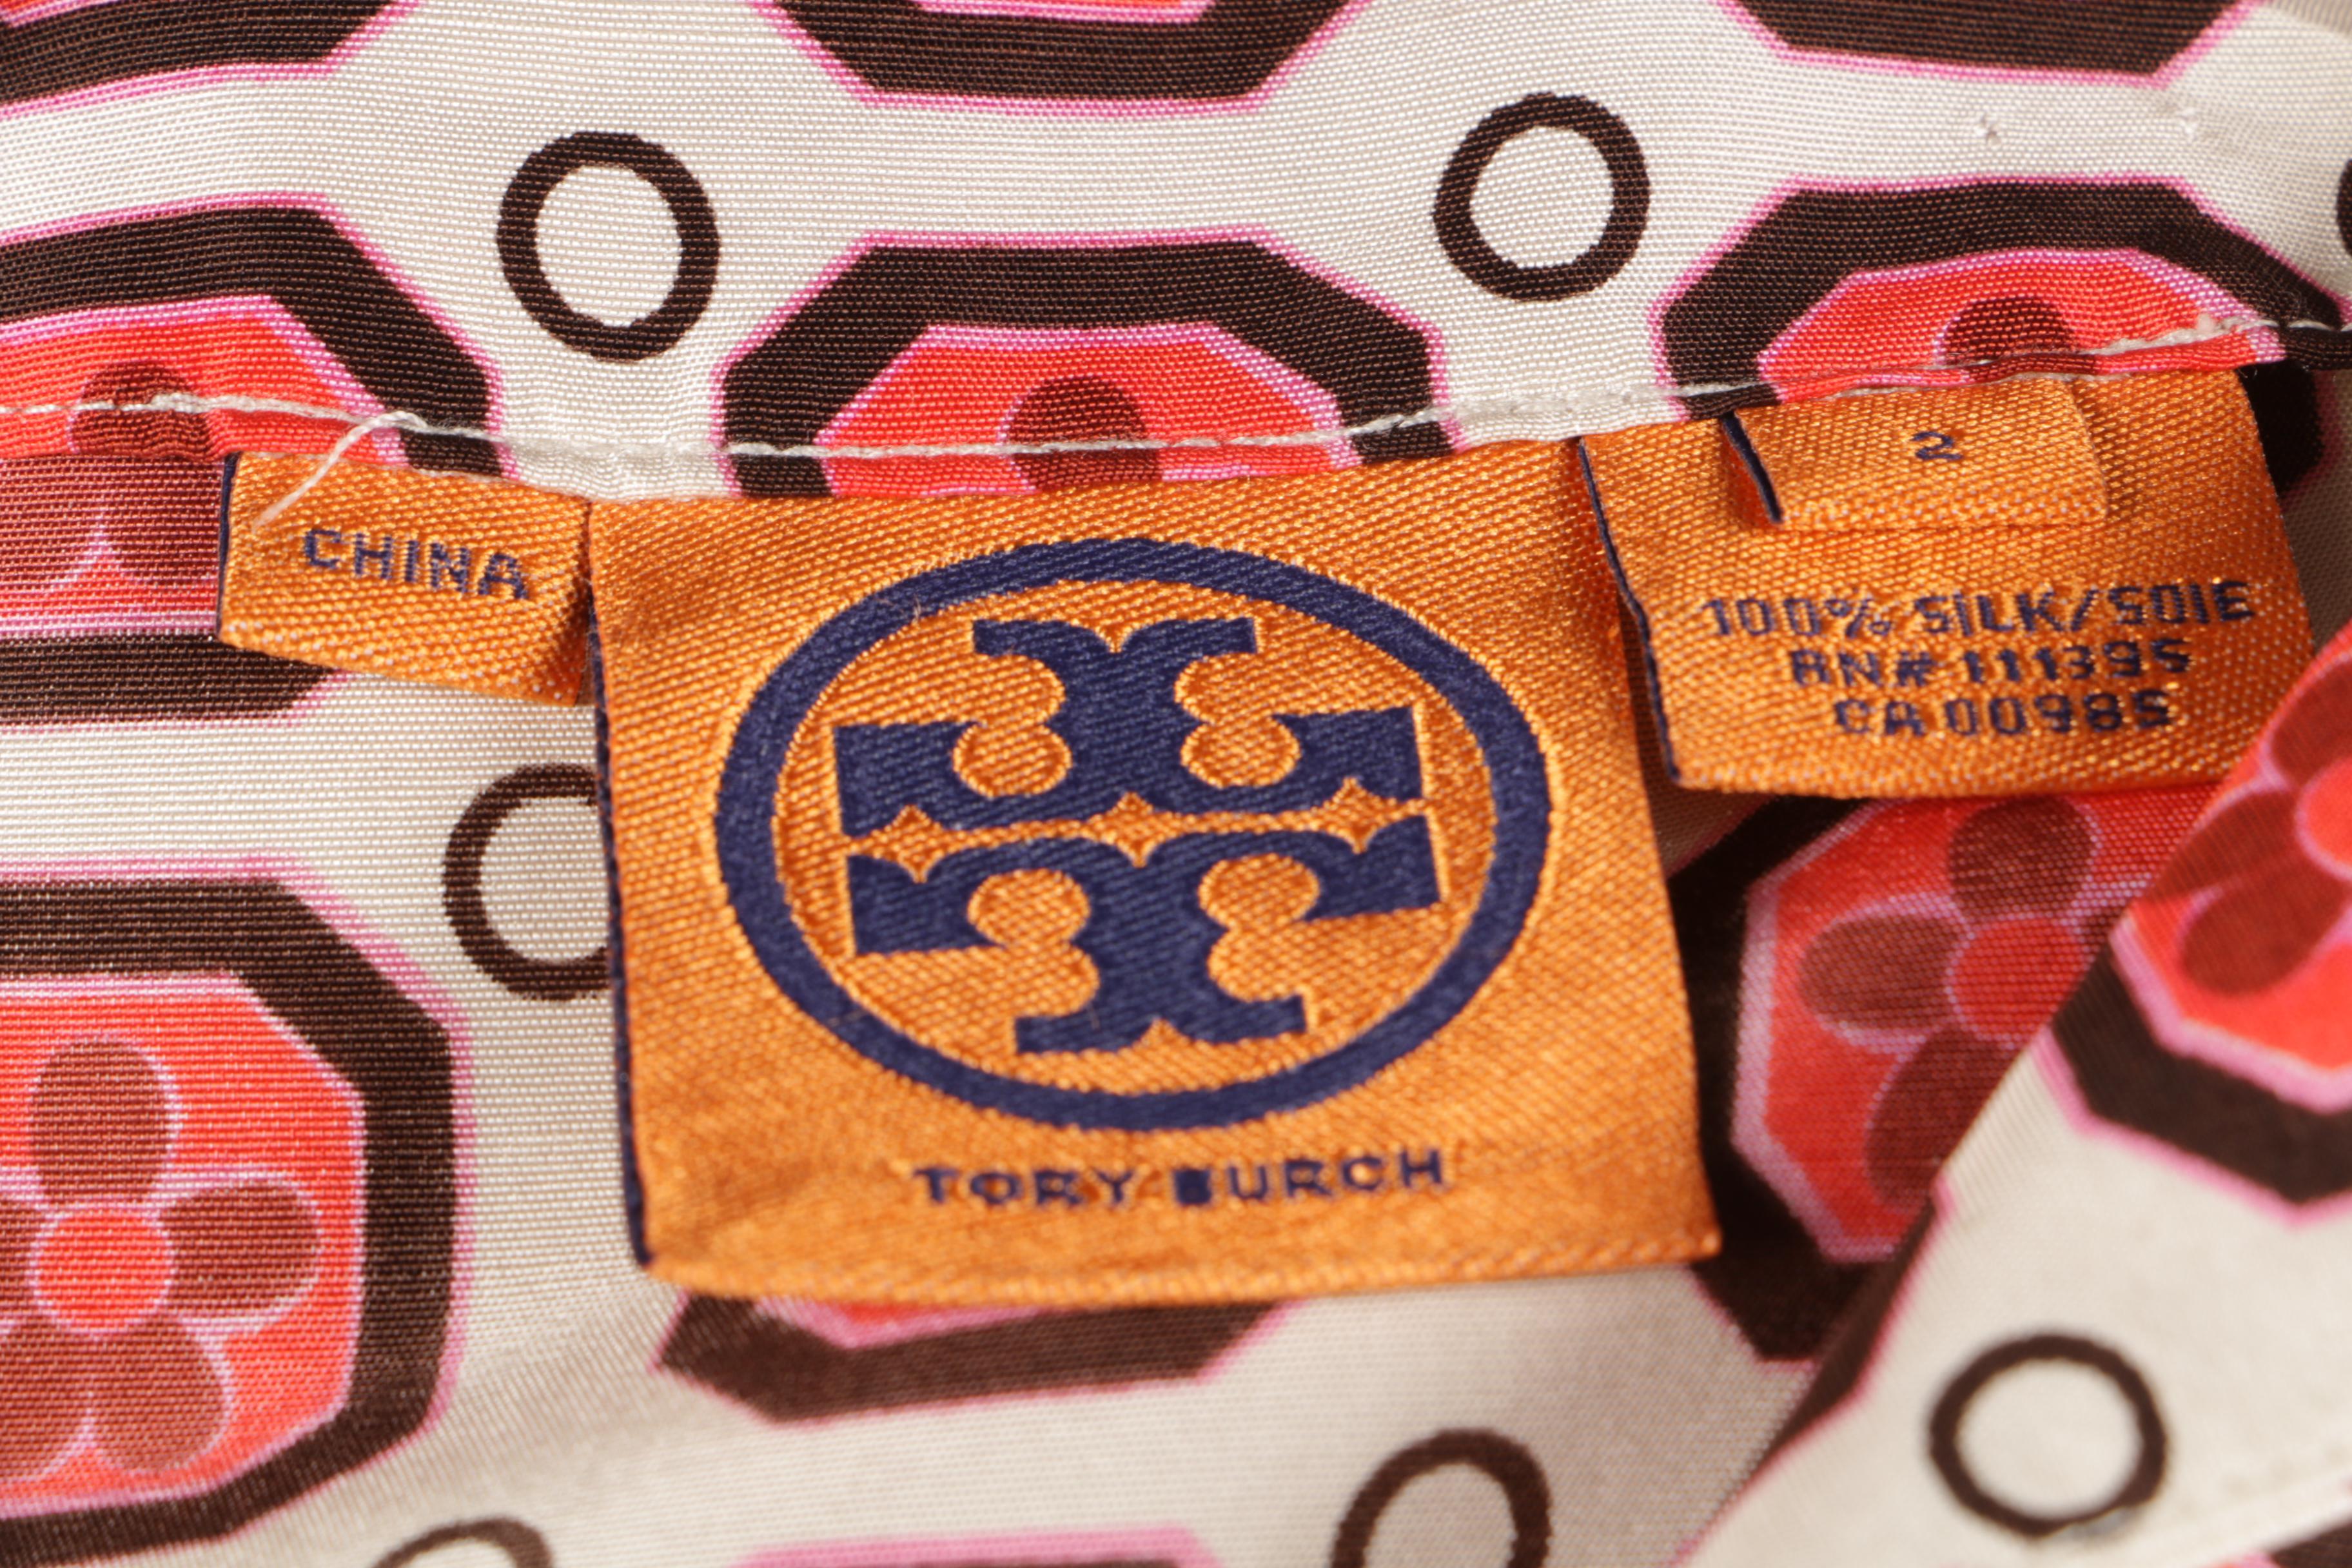 CHINA
TORY BURCH
2
100% SILK/SOIE
RN# 111395
CA 00985